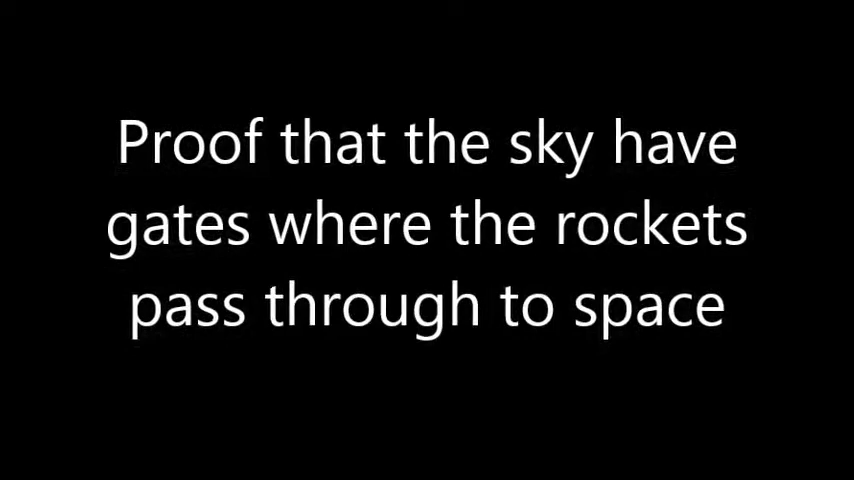 Proof that the sky have
gates where the rockets
pass through to space